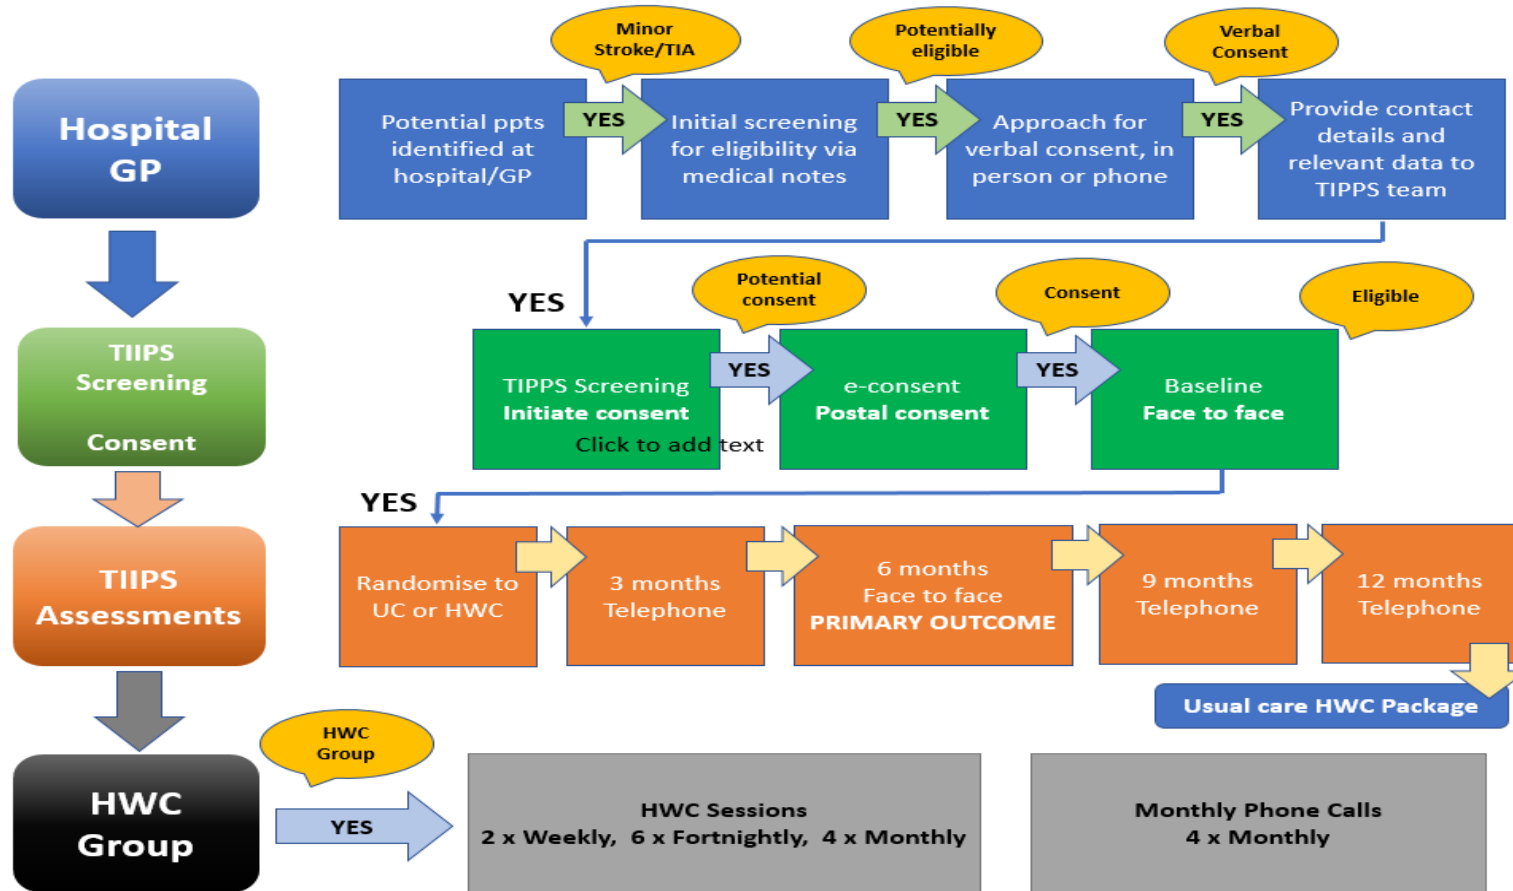 Minor
Stroke/TIA
Potentially
eligible
Verbal
Consent
Hospital
GP
Potential ppts
identified at
hospital/GP
YES
Initial screening
for eligibility via
medical notes
YES
Approach for
verbal consent, in
person or phone
YES
Provide contact
details and
relevant data to
TIPPS team
YES
Potential
consent
Consent
Eligible
TIIPS
Screening
Consent
TIPPS Screening
Initiate consent
Click to add text
YES
e-consent
Postal consent
YES
Baseline
Face to face
YES
TIIPS
Assessments
Randomise to
UC or HWC
3 months
Telephone
6 months
Face to face
PRIMARY OUTCOME
9 months
Telephone
12 months
Telephone
Usual care HWC Package
HWC
Group
HWC
Group
YES
HWC Sessions
2 x Weekly, 6 x Fortnightly, 4 x Monthly
Monthly Phone Calls
4 x Monthly